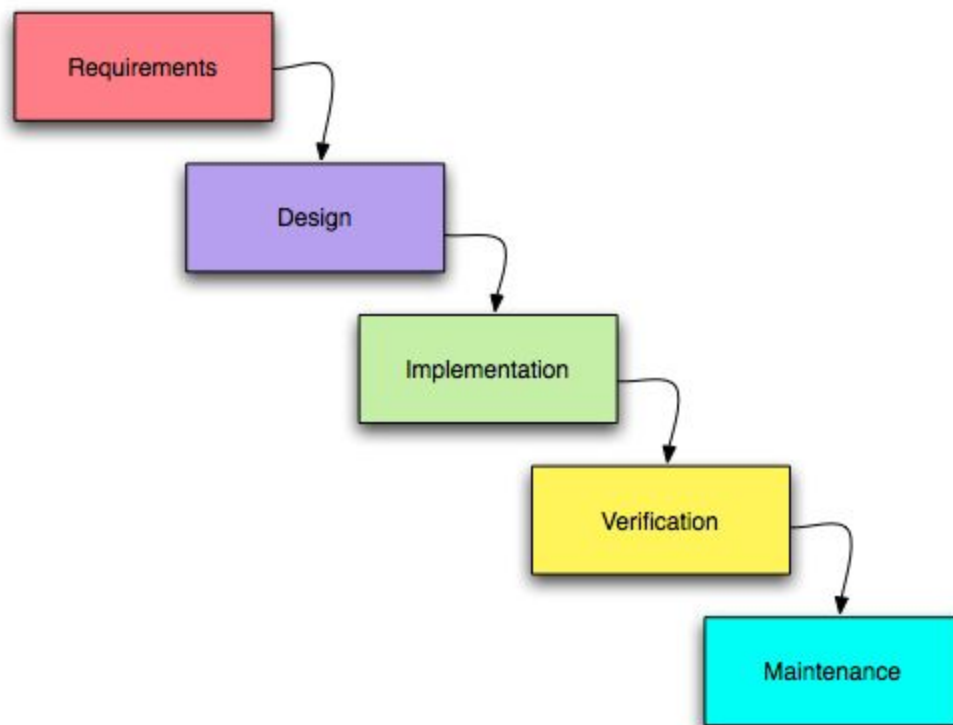 Requirements
Design
Implementation
Verification
Maintenance